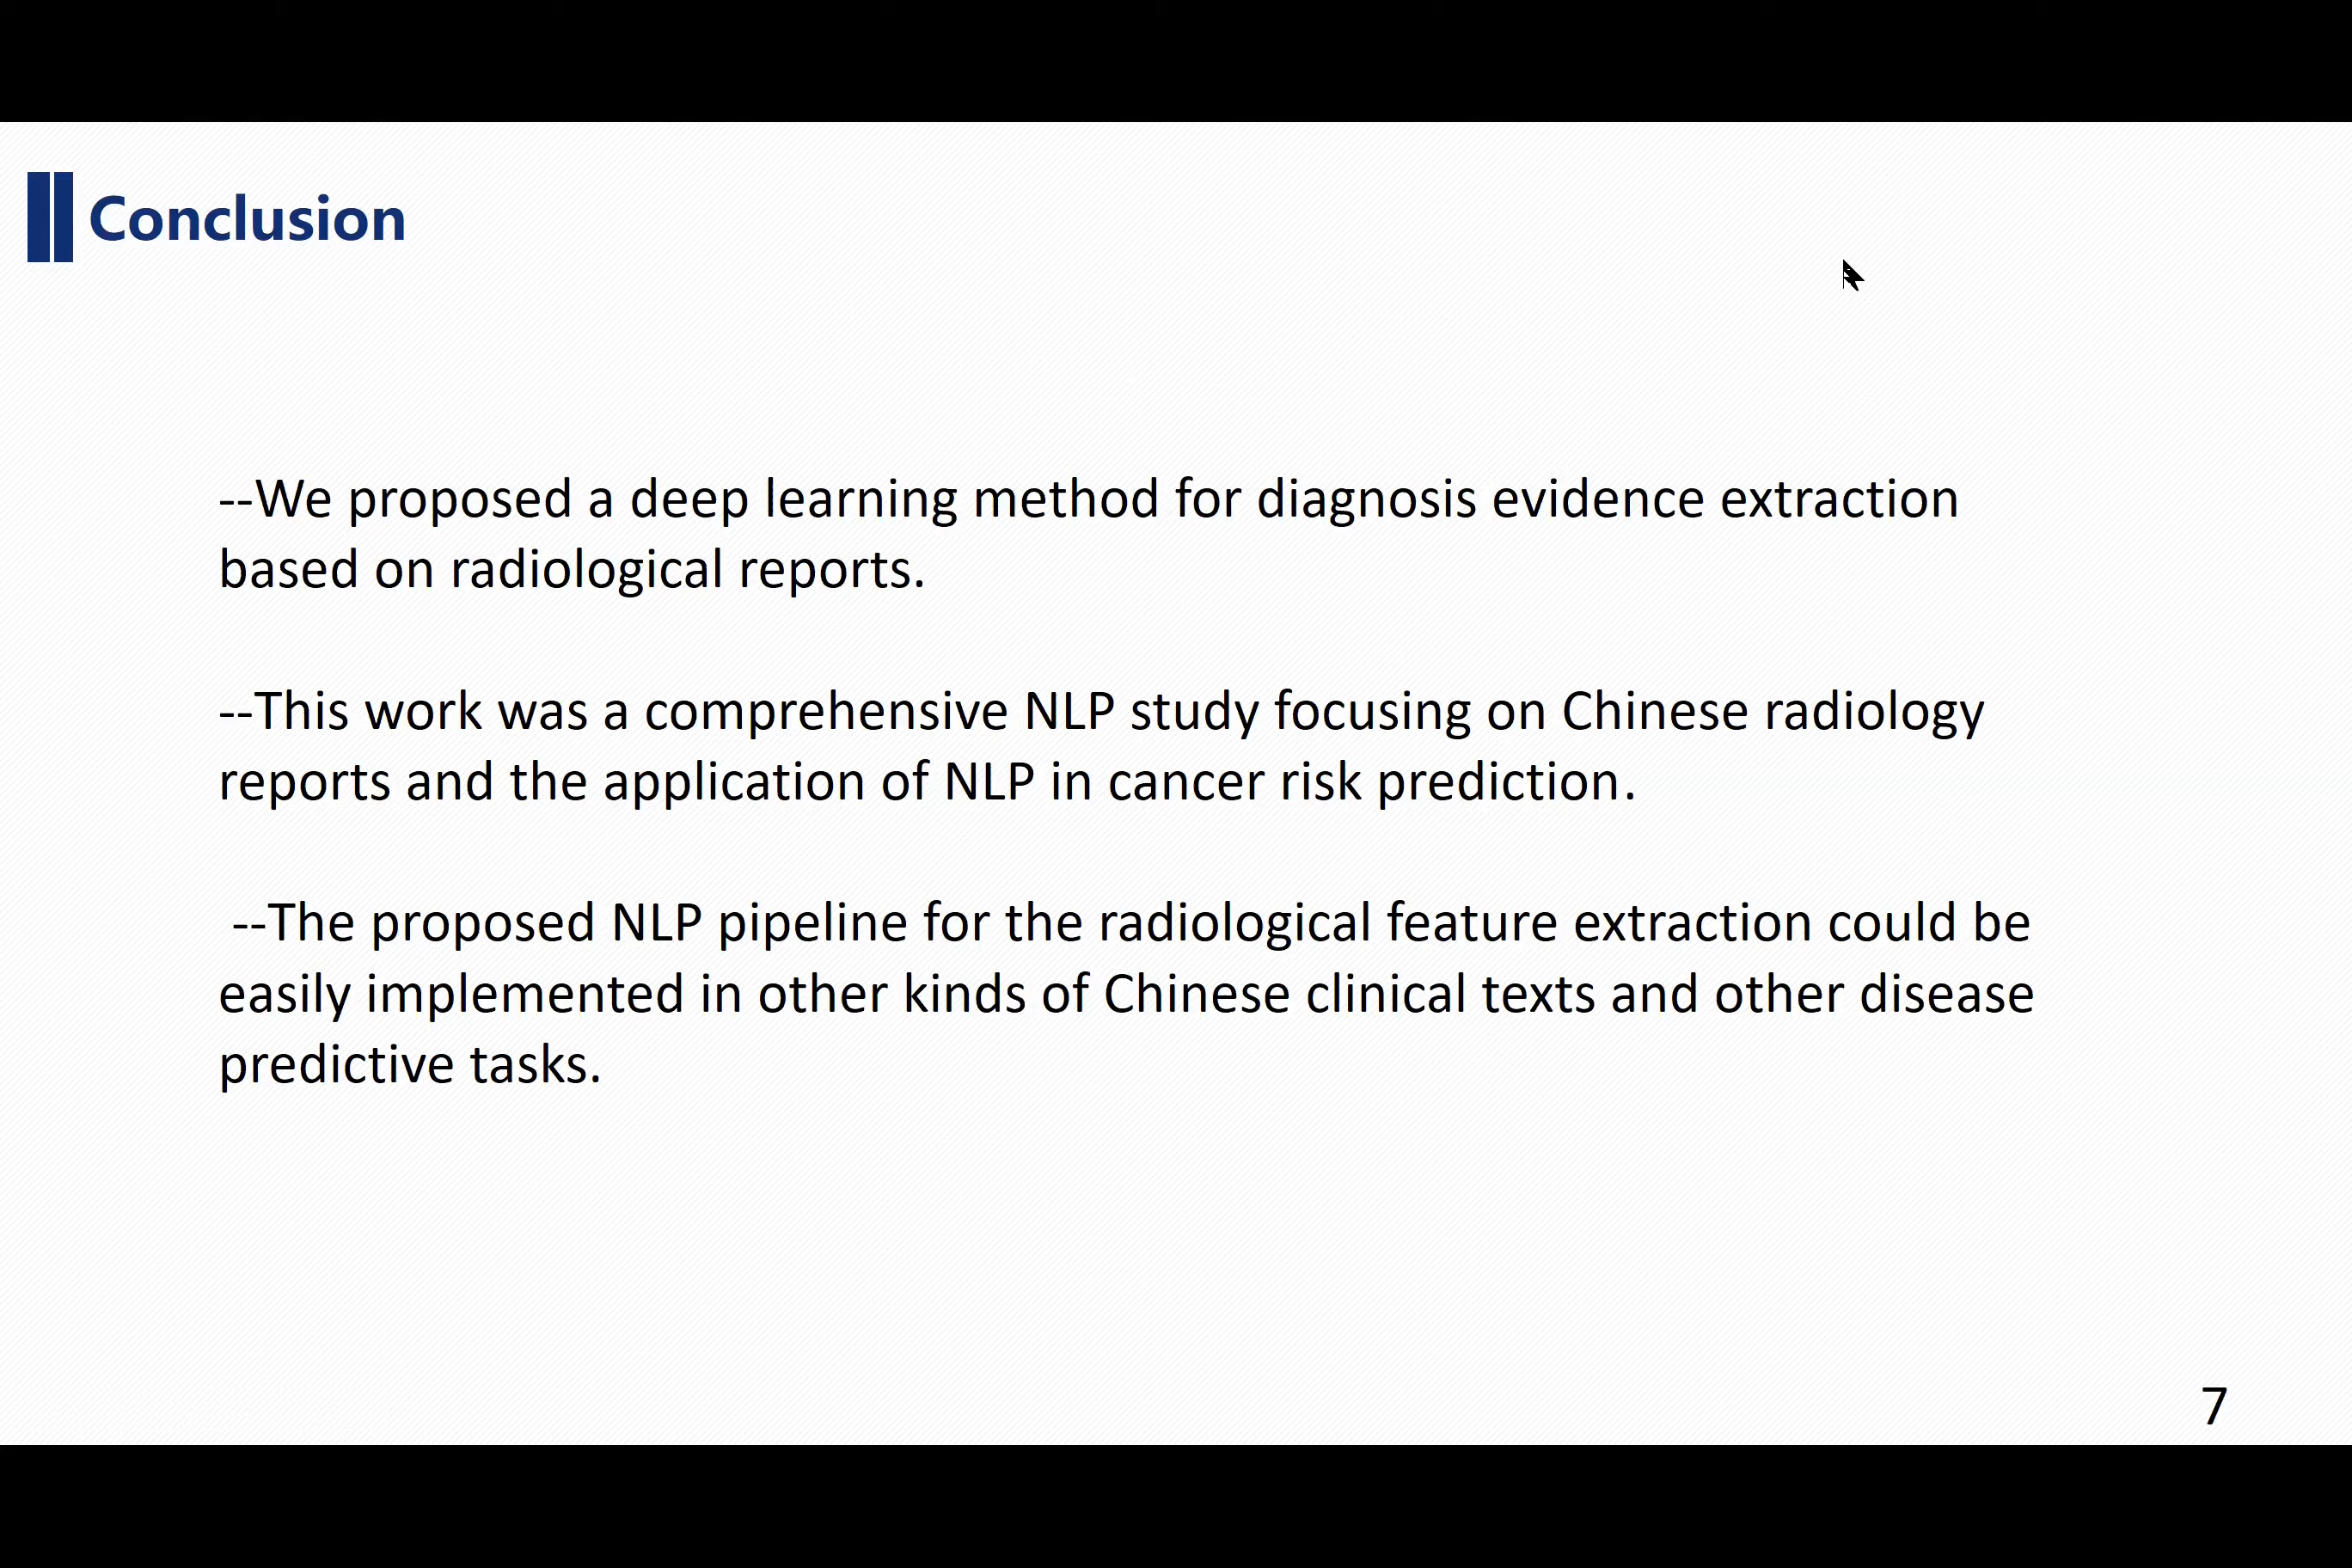 Conclusion
--We proposed a deep learning method for diagnosis evidence extraction
based on radiological reports.
--This work was a comprehensive NLP study focusing on Chinese radiology
reports and the application of NLP in cancer risk prediction.
--The proposed NLP pipeline for the radiological feature extraction could be
easily implemented in other kinds of Chinese clinical texts and other disease
predictive tasks.
7